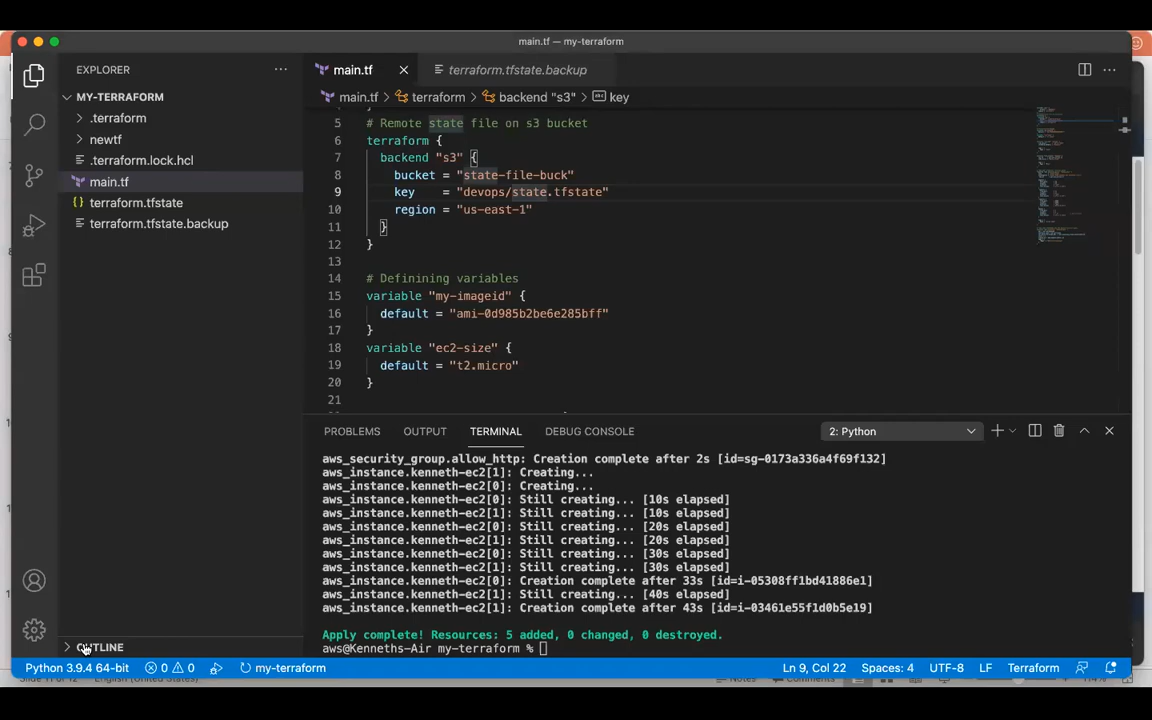 main.tf — my-terraform
EXPLORER
MY-TERRAFORM
.terraform
newtf
.terraform.lock.hcl
main.tf
terraform.tfstate
terraform.tfstate.backup
OUTLINE
main.tf
terraform.tfstate.backup
main.tf > terraform > backend "s3" > key
5 # Remote state file on s3 bucket
6 terraform {
7 backend "s3" {
8 bucket = "state-file-buck"
9 key = "devops/state.tfstate"
10 region = "us-east-1"
11 }
12 }
13
14 # Definining variables
15 variable "my-imageid" {
16 default = "ami-0d985b2be6e285bff"
17 }
18 variable "ec2-size" {
19 default = "t2.micro"
20 }
21
PROBLEMS OUTPUT TERMINAL DEBUG CONSOLE 2: Python
aws_security_group.allow_http: Creation complete after 2s [id=sg-0173a336a4f69f132]
aws_instance.kenneth-ec2[1]: Creating...
aws_instance.kenneth-ec2[0]: Creating...
aws_instance.kenneth-ec2[0]: Still creating... [10s elapsed]
aws_instance.kenneth-ec2[1]: Still creating... [10s elapsed]
aws_instance.kenneth-ec2[0]: Still creating... [20s elapsed]
aws_instance.kenneth-ec2[1]: Still creating... [20s elapsed]
aws_instance.kenneth-ec2[0]: Still creating... [30s elapsed]
aws_instance.kenneth-ec2[1]: Still creating... [30s elapsed]
aws_instance.kenneth-ec2[0]: Creation complete after 33s [id=i-05308ff1bd41886e1]
aws_instance.kenneth-ec2[1]: Still creating... [40s elapsed]
aws_instance.kenneth-ec2[1]: Creation complete after 43s [id=i-03461e55f1d0b5e19]
Apply complete! Resources: 5 added, 0 changed, 0 destroyed.
aws@Kenneths-Air my-terraform %
Python 3.9.4 64-bit 0 0 my-terraform Ln 9, Col 22 Spaces: 4 UTF-8 LF Terraform
Slide 11 of 12 English (United States) Notes Comments 114%